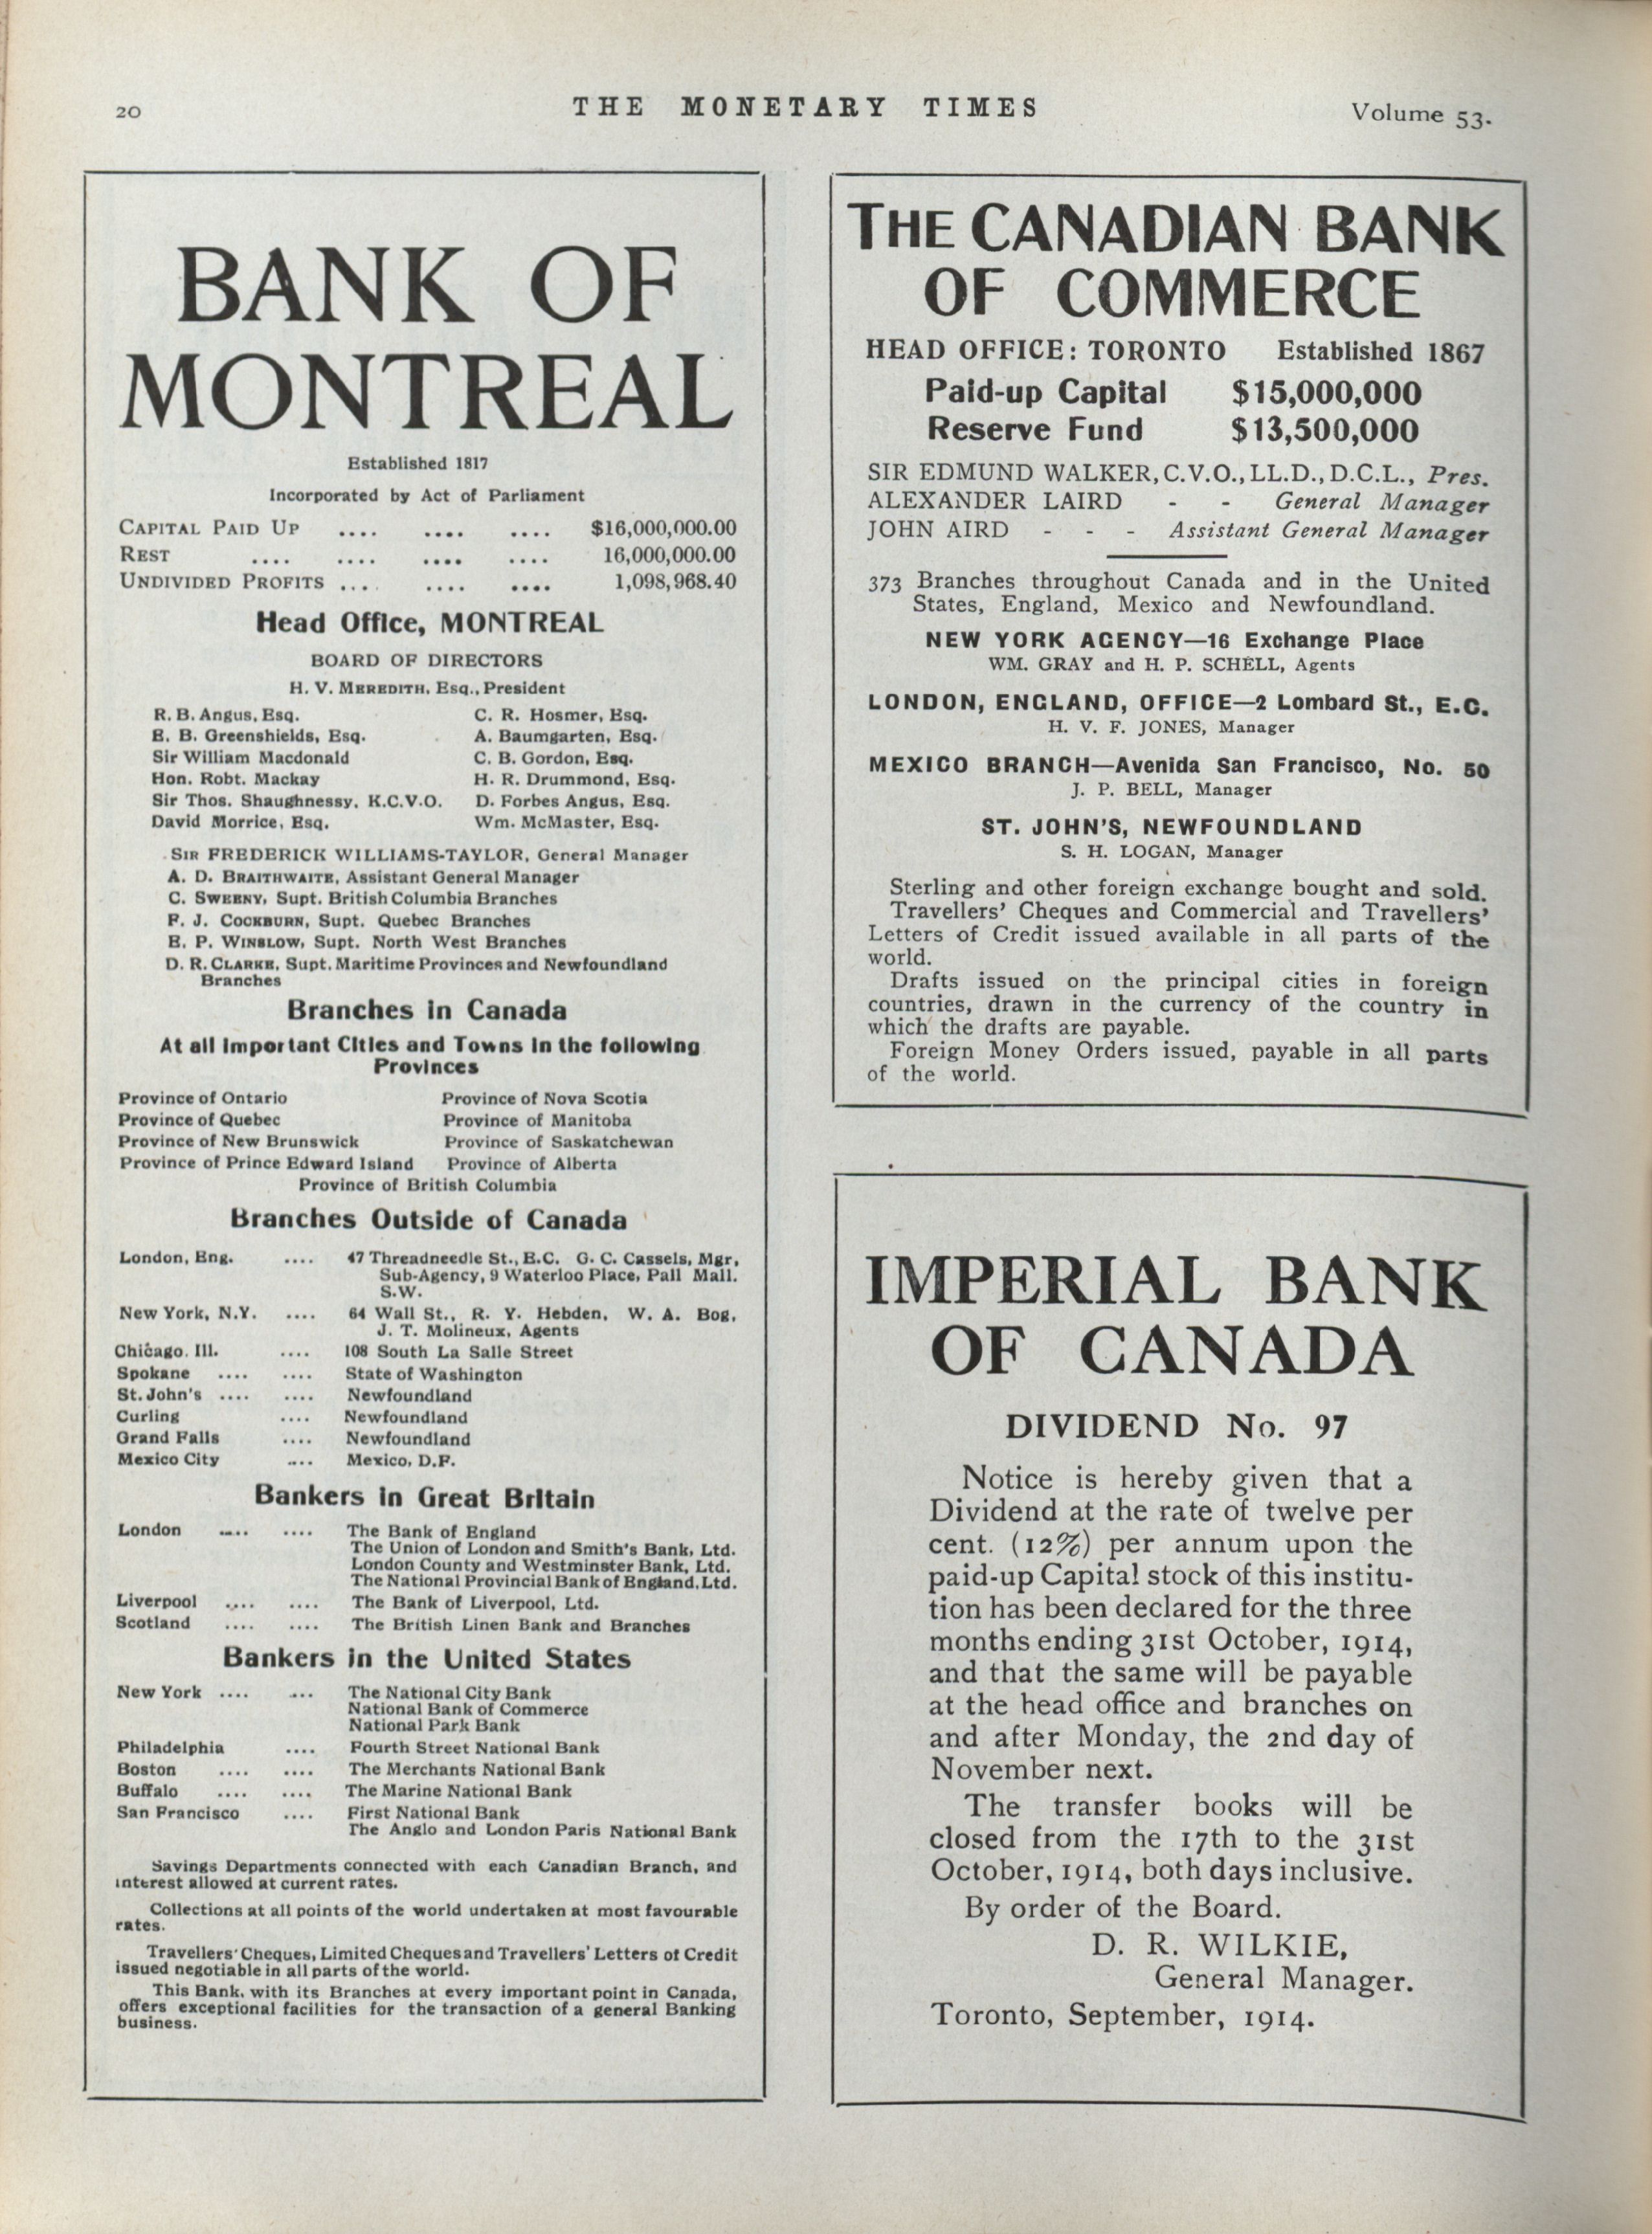 20
THE MONETARY TIMES
Volume 53.
BANK OF
MONTREAL
Established 1817
Incorporated by Act of Parliament
CAPITAL PAID UP .... .... .... $16,000,000.00
REST .... .... .... .... 16,000,000.00
UNDIVIDED PROFITS .... .... .... 1,098,968.40
Head Office, MONTREAL
BOARD OF DIRECTORS
H. V. MEREDITH, Esq., President
R. B. Angus, Esq. C. R. Hosmer, Esq.
E. B. Greenshields, Esq. A. Baumgarten, Esq.
Sir William Macdonald C. B. Gordon, Esq.
Hon. Robt. Mackay H. R. Drummond, Esq.
Sir Thos. Shaughnessy, K.C.V.O. D. Forbes Angus, Esq.
David Morrice, Esq. Wm. McMaster, Esq.
SIR FREDERICK WILLIAMS-TAYLOR, General Manager
A. D. BRAITHWAITE, Assistant General Manager
C. SWEENY, Supt. British Columbia Branches
F. J. COCKBURN, Supt. Quebec Branches
E. P. WINSLOW, Supt. North West Branches
D. R. CLARKE, Supt. Maritime Provinces and Newfoundland
Branches
Branches in Canada
At all Important Cities and Towns in the following
Provinces
Province of Ontario Province of Nova Scotia
Province of Quebec Province of Manitoba
Province of New Brunswick Province of Saskatchewan
Province of Prince Edward Island Province of Alberta
Province of British Columbia
Branches Outside of Canada
London, Eng. .... 47 Threadneedle St., E.C. G. C. Cassels, Mgr.
Sub-Agency, 9 Waterloo Place, Pall Mall.
S.W.
New York, N.Y. .... 64 Wall St., R. Y. Hebden, W. A. Bog,
J. T. Molineux, Agents
Chicago, Ill. .... 108 South La Salle Street
Spokane .... .... State of Washington
St. John's .... .... Newfoundland
Curling .... Newfoundland
Grand Falls .... Newfoundland
Mexico City .... Mexico, D.F.
Bankers in Great Britain
London .... .... The Bank of England
The Union of London and Smith's Bank, Ltd.
London County and Westminster Bank, Ltd.
The National Provincial Bank of England, Ltd.
Liverpool .... .... The Bank of Liverpool, Ltd.
Scotland .... .... The British Linen Bank and Branches
Bankers in the United States
New York .... .... The National City Bank
National Bank of Commerce
National Park Bank
Philadelphia .... Fourth Street National Bank
Boston .... .... The Merchants National Bank
Buffalo .... .... The Marine National Bank
San Francisco .... First National Bank
The Anglo and London Paris National Bank
Savings Departments connected with each Canadian Branch, and
interest allowed at current rates.
Collections at all points of the world undertaken at most favourable
rates.
Travellers' Cheques, Limited Cheques and Travellers' Letters of Credit
issued negotiable in all parts of the world.
This Bank, with its Branches at every important point in Canada,
offers exceptional facilities for the transaction of a general Banking
business.
THE CANADIAN BANK
OF COMMERCE
HEAD OFFICE: TORONTO Established 1867
Paid-up Capital $15,000,000
Reserve Fund $13,500,000
SIR EDMUND WALKER, C.V.O., LL.D., D.C.L., Pres.
ALEXANDER LAIRD - - General Manager
JOHN AIRD - - - Assistant General Manager
373 Branches throughout Canada and in the United
States, England, Mexico and Newfoundland.
NEW YORK AGENCY—16 Exchange Place
WM. GRAY and H. P. SCHELL, Agents
LONDON, ENGLAND, OFFICE—2 Lombard St., E.C.
H. V. F. JONES, Manager
MEXICO BRANCH—Avenida San Francisco, No. 50
J. P. BELL, Manager
ST. JOHN'S, NEWFOUNDLAND
S. H. LOGAN, Manager
Sterling and other foreign exchange bought and sold.
Travellers' Cheques and Commercial and Travellers'
Letters of Credit issued available in all parts of the
world.
Drafts issued on the principal cities in foreign
countries, drawn in the currency of the country in
which the drafts are payable.
Foreign Money Orders issued, payable in all parts
of the world.
IMPERIAL BANK
OF CANADA
DIVIDEND No. 97
Notice is hereby given that a
Dividend at the rate of twelve per
cent. (12%) per annum upon the
paid-up Capital stock of this institu-
tion has been declared for the three
months ending 31st October, 1914,
and that the same will be payable
at the head office and branches on
and after Monday, the 2nd day of
November next.
The transfer books will be
closed from the 17th to the 31st
October, 1914, both days inclusive.
By order of the Board.
D. R. WILKIE,
General Manager.
Toronto, September, 1914.